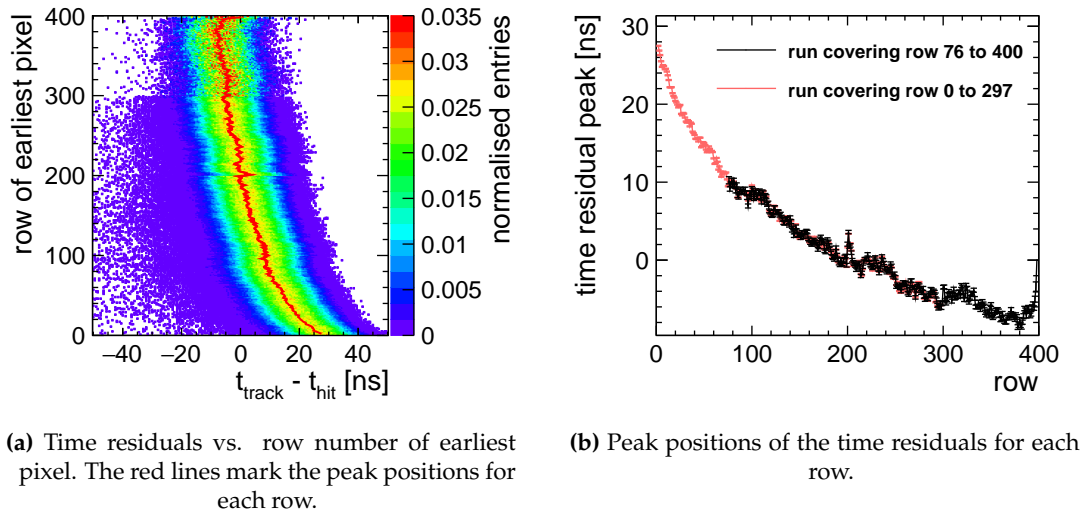 400
300
200
100
0
row of earliest pixel
−40
−20
0
20
40
t_track - t_hit [ns]
0.035
0.03
0.025
0.02
0.015
0.01
0.005
0
normalised entries
30
20
10
0
time residual peak [ns]
run covering row 76 to 400
run covering row 0 to 297
0
100
200
300
400
row
(a) Time residuals vs. row number of earliest
pixel. The red lines mark the peak positions for
each row.
(b) Peak positions of the time residuals for each
row.